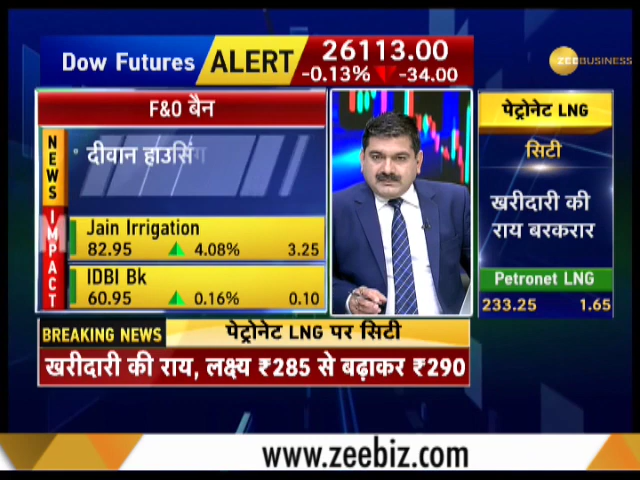 Dow Futures
ALERT
26113.00
-0.13% -34.00
ZEEBUSINESS
F&O बैन
NEWS IMPACT
दीवान हाउसिंग
Jain Irrigation
82.95 4.08% 3.25
IDBI Bk
60.95 0.16% 0.10
पेट्रोनेट LNG
सिटी
खरीदारी की
राय बरकरार
Petronet LNG
233.25 1.65
BREAKING NEWS
पेट्रोनेट LNG पर सिटी
खरीदारी की राय, लक्ष्य ₹285 से बढ़ाकर ₹290
www.zeebiz.com